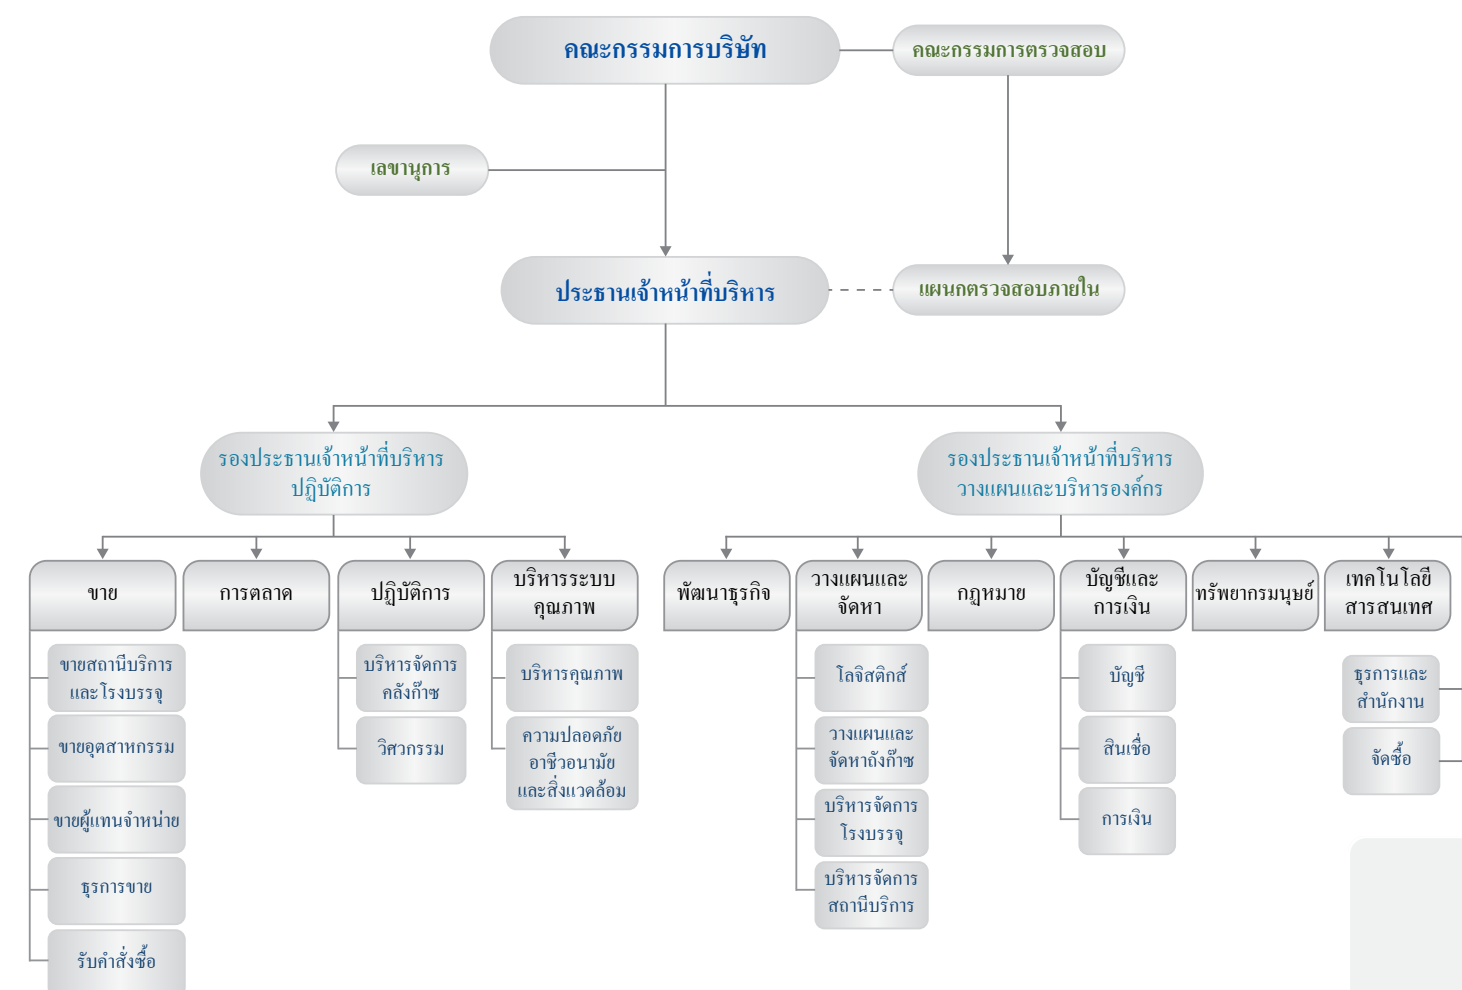 คณะกรรมการบริษัท
คณะกรรมการตรวจสอบ
เลขานุการ
ประธานเจ้าหน้าที่บริหาร
แผนกตรวจสอบภายใน
รองประธานเจ้าหน้าที่บริหาร
ปฏิบัติการ
รองประธานเจ้าหน้าที่บริหาร
วางแผนและบริหารองค์กร
ขาย
การตลาด
ปฏิบัติการ
บริหารระบบ
คุณภาพ
พัฒนาธุรกิจ
วางแผนและ
จัดหา
กฎหมาย
บัญชีและ
การเงิน
ทรัพยากรมนุษย์
เทคโนโลยี
สารสนเทศ
ขายสถานีบริการ
และโรงบรรจุ
ขายอุตสาหกรรม
ขายผู้แทนจำหน่าย
ธุรการขาย
รับคำสั่งซื้อ
บริหารจัดการ
คลังก๊าซ
วิศวกรรม
บริหารคุณภาพ
ความปลอดภัย
อาชีวอนามัย
และสิ่งแวดล้อม
โลจิสติกส์
วางแผนและ
จัดหาถังก๊าซ
บริหารจัดการ
โรงบรรจุ
บริหารจัดการ
สถานีบริการ
บัญชี
สินเชื่อ
การเงิน
ธุรการและ
สำนักงาน
จัดซื้อ